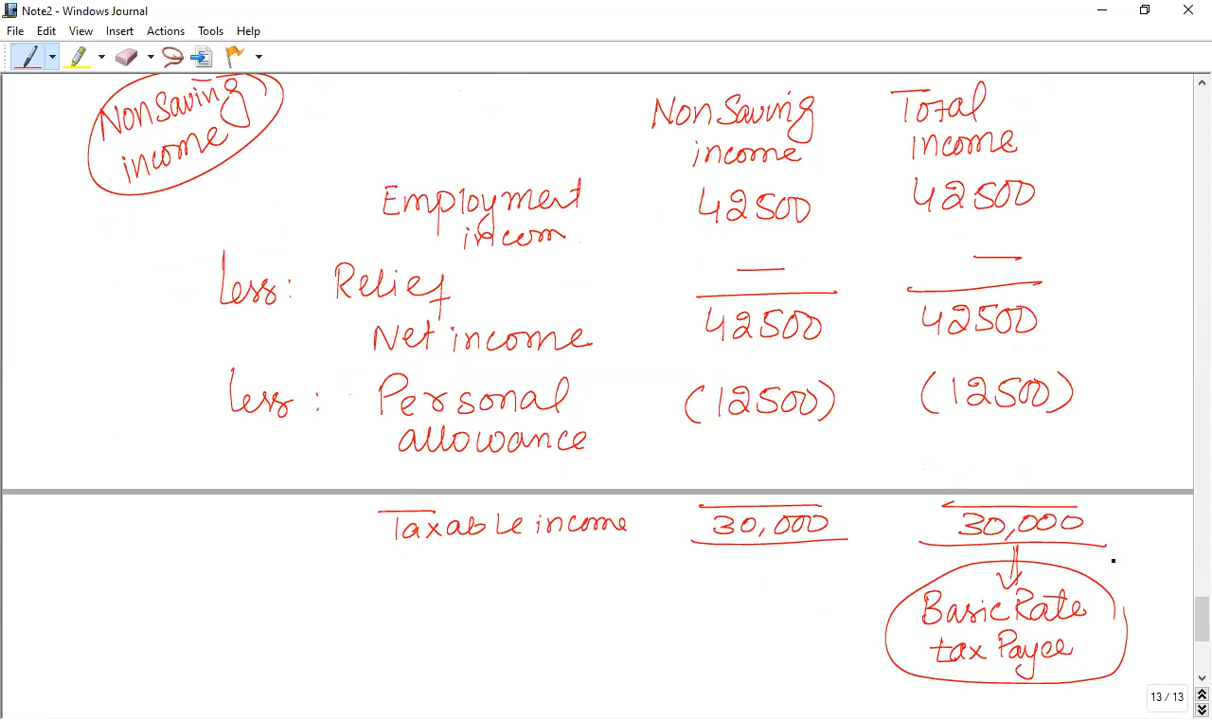 Note2 - Windows Journal
File Edit View Insert Actions Tools Help
Non Saving
income
Non Saving
income
Total
income
Employment
incom
42500
42500
less: Relief
—
—
Net income
42500
42500
less: Personal
allowance
(12500)
(12500)
Taxable income
30,000
30,000
Basic Rate
tax Payee
13 / 13